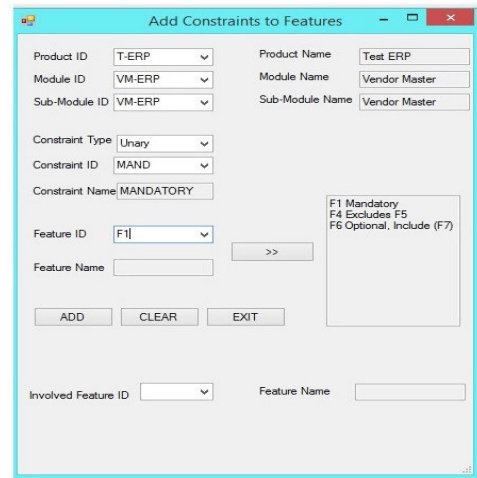 Add Constraints to Features
Product ID T-ERP Product Name Test ERP
Module ID VM-ERP Module Name Vendor Master
Sub-Module ID VM-ERP Sub-Module Name Vendor Master
Constraint Type Unary
Constraint ID MAND
Constraint Name MANDATORY
F1 Mandatory
F4 Excludes F5
F6 Optional, Include (F7)
Feature ID F1
>>
Feature Name
ADD CLEAR EXIT
Involved Feature ID Feature Name